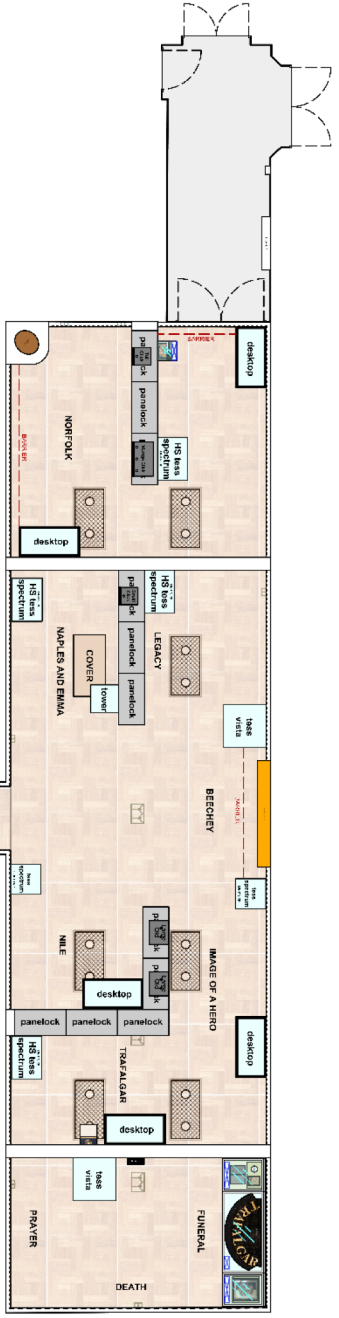 BARRIER
desktop
panelock
panelock
HS tess
spectrum
NORFOLK
BARRIER
desktop
HS tess
spectrum
HS tess
spectrum
panelock
panelock
LEGACY
COVER
tower
NAPLES AND EMMA
tess
vista
BEECHEY
tess
spectrum
tess
spectrum
IMAGE OF A HERO
NILE
desktop
panelock
panelock
panelock
desktop
HS tess
spectrum
TRAFALGAR
desktop
tess
vista
TRAFALGAR
FUNERAL
PRAYER
DEATH